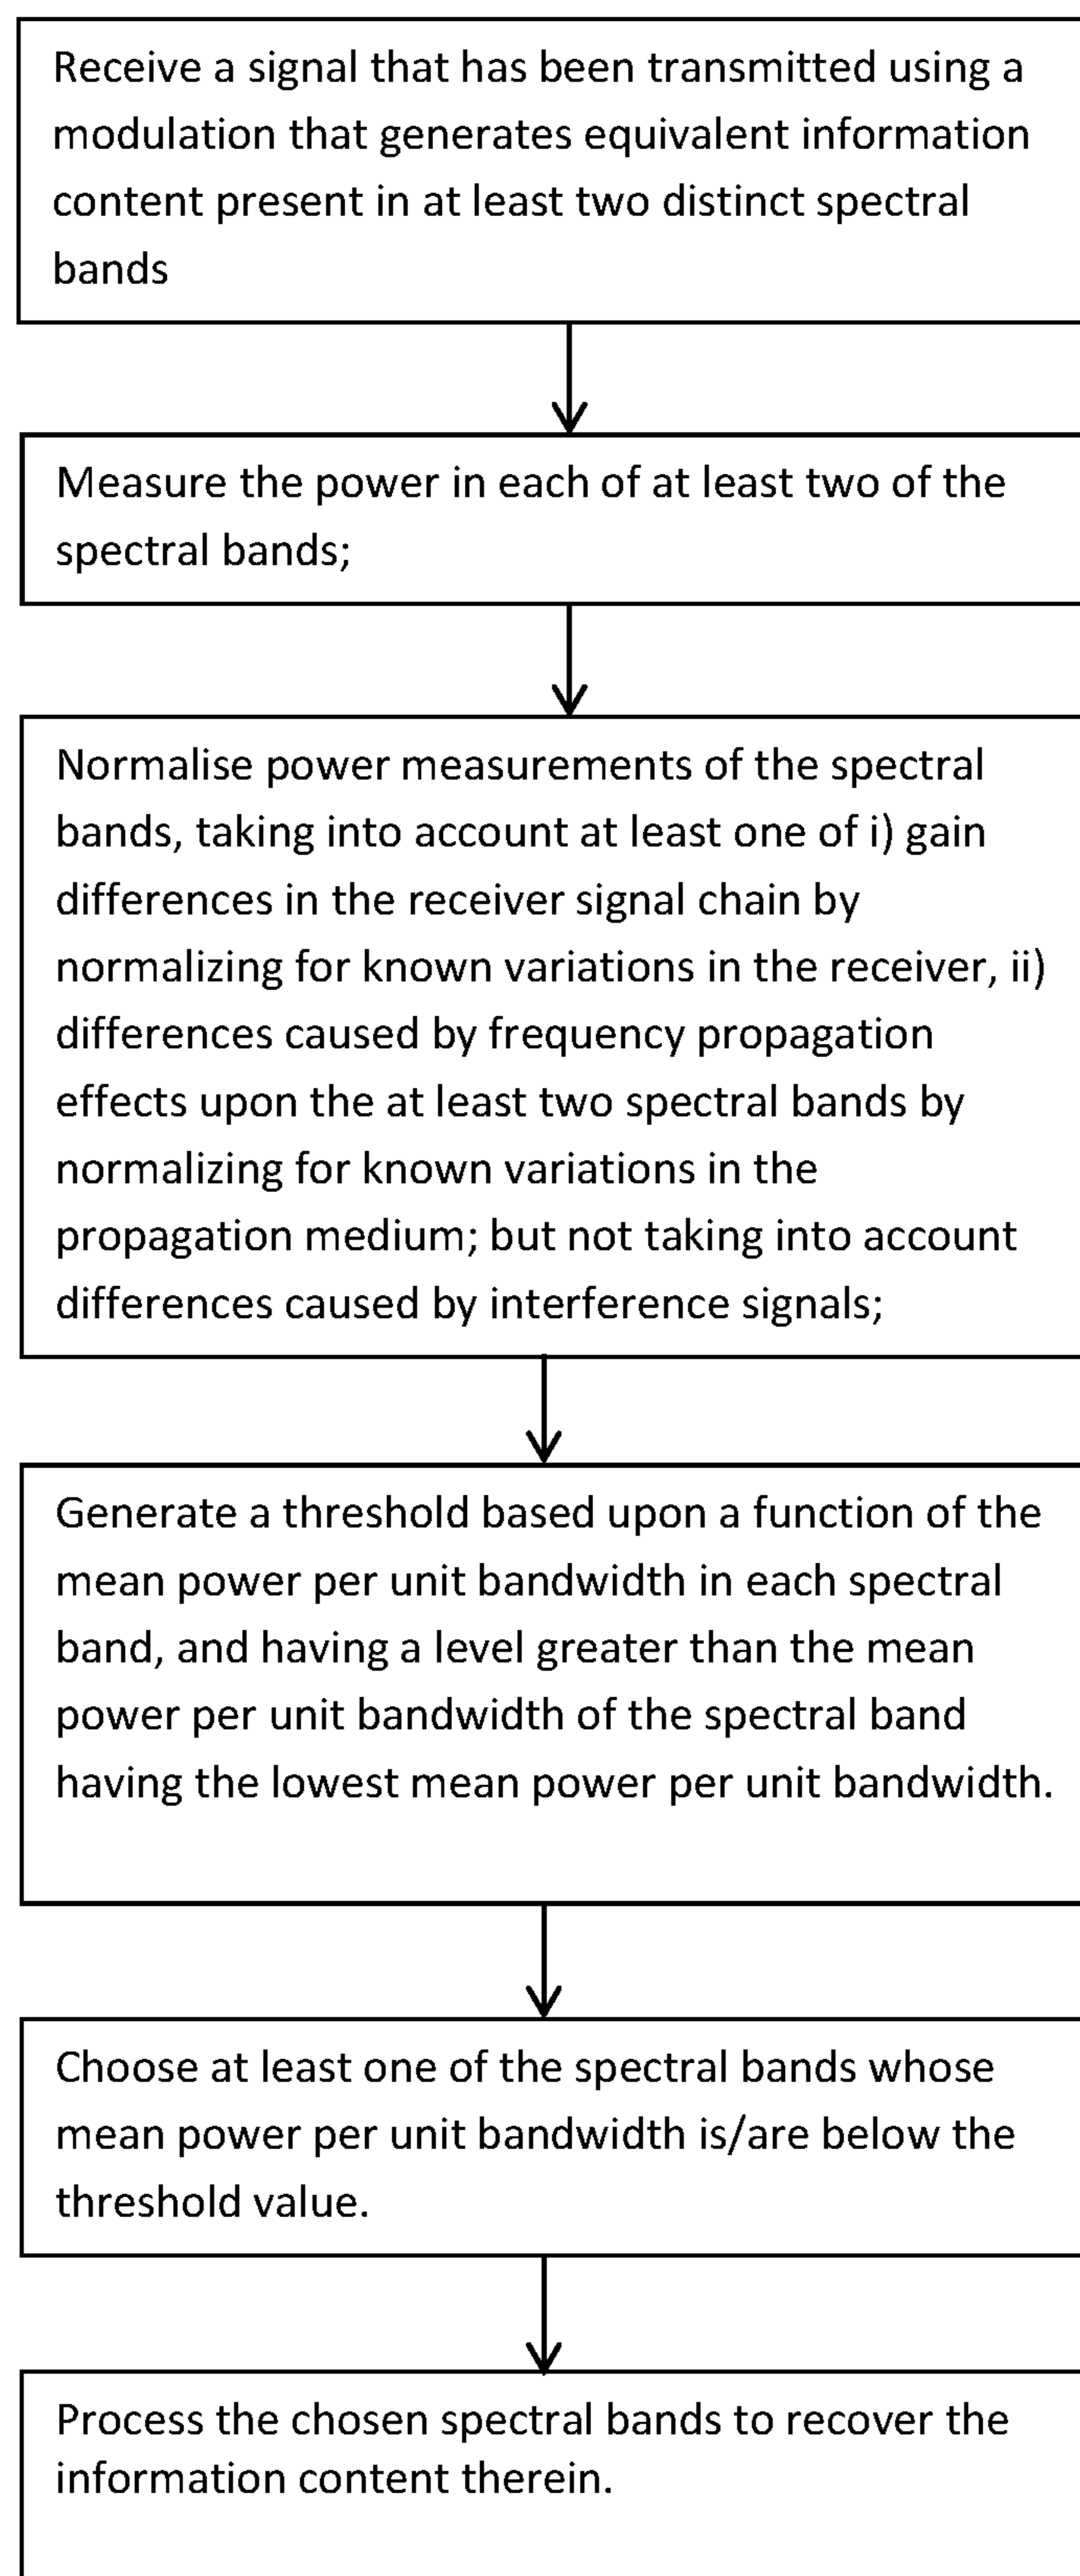 Receive a signal that has been transmitted using a
modulation that generates equivalent information
content present in at least two distinct spectral
bands
Measure the power in each of at least two of the
spectral bands;
Normalise power measurements of the spectral
bands, taking into account at least one of i) gain
differences in the receiver signal chain by
normalizing for known variations in the receiver, ii)
differences caused by frequency propagation
effects upon the at least two spectral bands by
normalizing for known variations in the
propagation medium; but not taking into account
differences caused by interference signals;
Generate a threshold based upon a function of the
mean power per unit bandwidth in each spectral
band, and having a level greater than the mean
power per unit bandwidth of the spectral band
having the lowest mean power per unit bandwidth.
Choose at least one of the spectral bands whose
mean power per unit bandwidth is/are below the
threshold value.
Process the chosen spectral bands to recover the
information content therein.